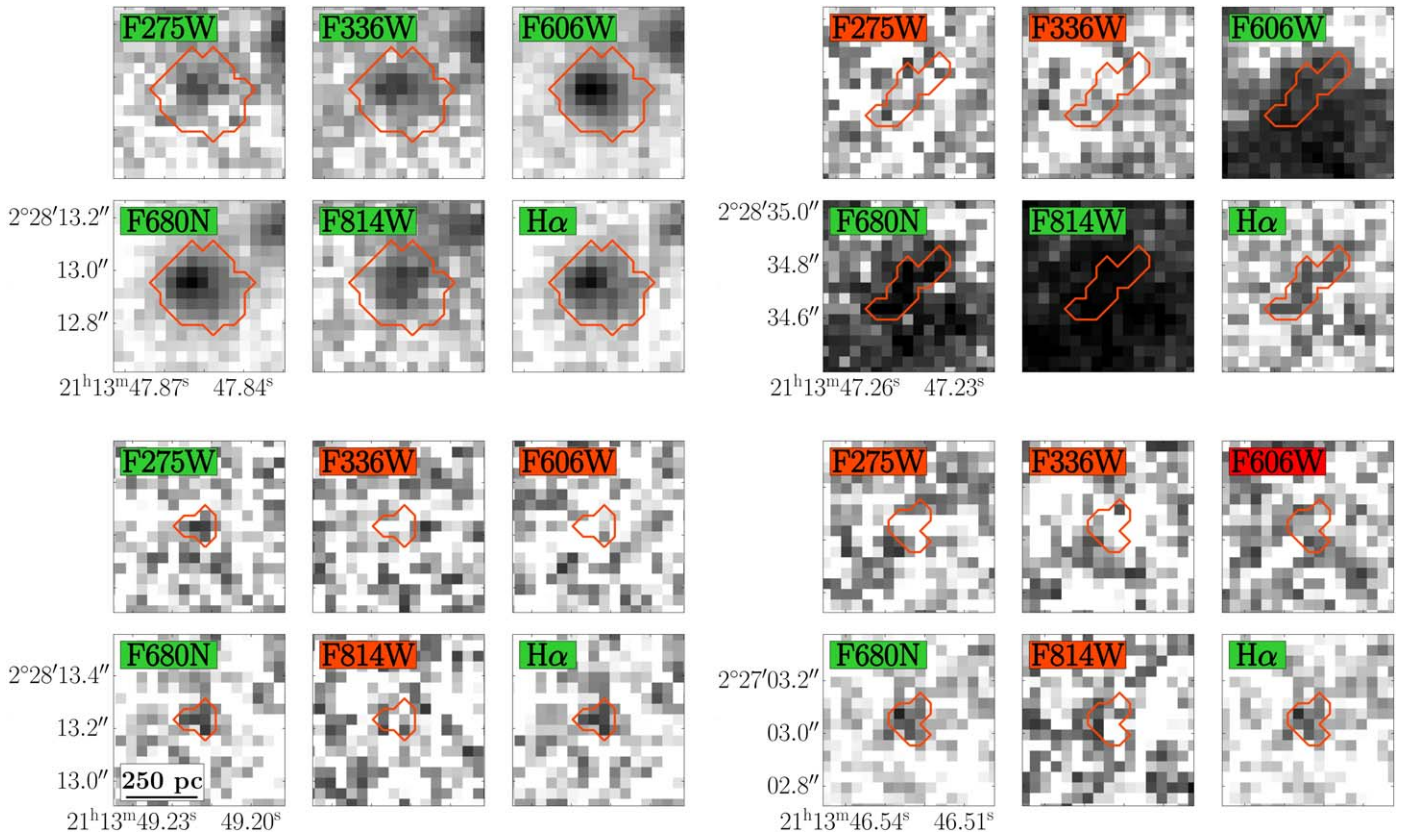 F275W F336W F606W
F680N F814W Hα
2°28′13.2″
13.0″
12.8″
21ʰ13ᵐ47.87ˢ 47.84ˢ
F275W F336W F606W
F680N F814W Hα
2°28′35.0″
34.8″
34.6″
21ʰ13ᵐ47.26ˢ 47.23ˢ
F275W F336W F606W
F680N F814W Hα
2°28′13.4″
13.2″
13.0″
250 pc
21ʰ13ᵐ49.23ˢ 49.20ˢ
F275W F336W F606W
F680N F814W Hα
2°27′03.2″
03.0″
02.8″
21ʰ13ᵐ46.54ˢ 46.51ˢ